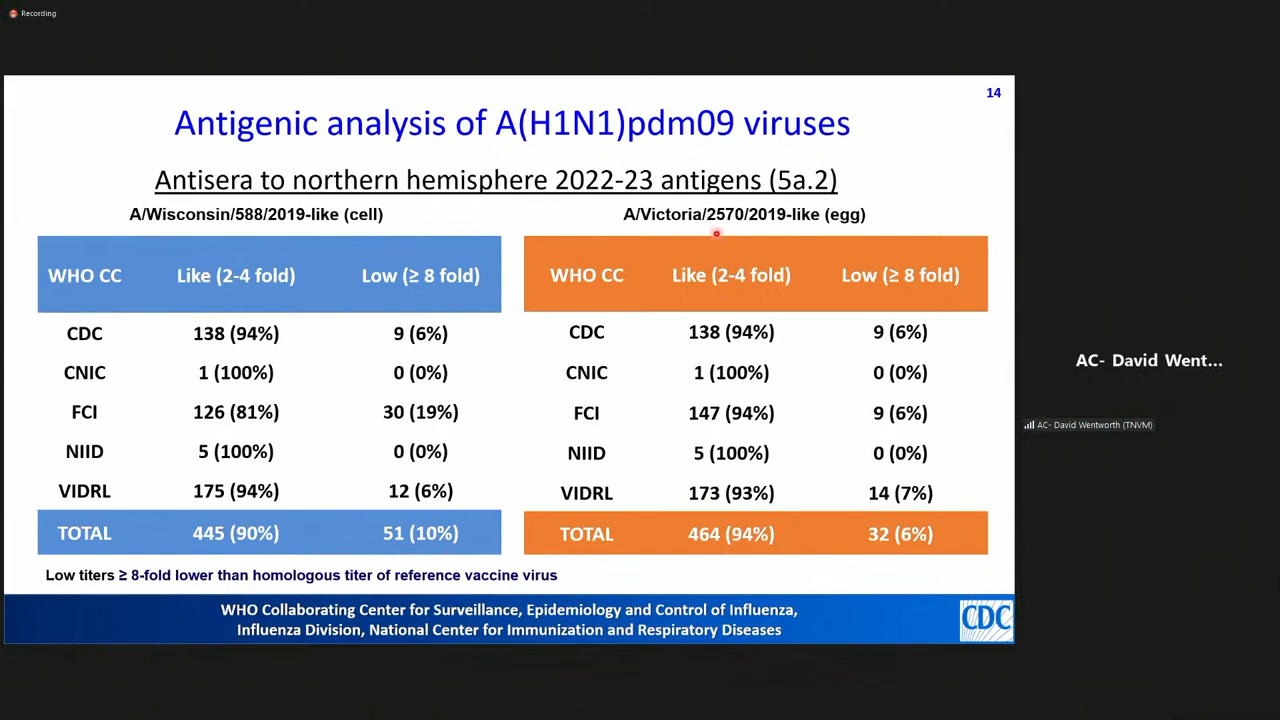 Recording
14
Antigenic analysis of A(H1N1)pdm09 viruses
Antisera to northern hemisphere 2022-23 antigens (5a.2)
A/Wisconsin/588/2019-like (cell)
WHO CC Like (2-4 fold) Low (≥ 8 fold)
CDC 138 (94%) 9 (6%)
CNIC 1 (100%) 0 (0%)
FCI 126 (81%) 30 (19%)
NIID 5 (100%) 0 (0%)
VIDRL 175 (94%) 12 (6%)
TOTAL 445 (90%) 51 (10%)
A/Victoria/2570/2019-like (egg)
WHO CC Like (2-4 fold) Low (≥ 8 fold)
CDC 138 (94%) 9 (6%)
CNIC 1 (100%) 0 (0%)
FCI 147 (94%) 9 (6%)
NIID 5 (100%) 0 (0%)
VIDRL 173 (93%) 14 (7%)
TOTAL 464 (94%) 32 (6%)
Low titers ≥ 8-fold lower than homologous titer of reference vaccine virus
WHO Collaborating Center for Surveillance, Epidemiology and Control of Influenza,
Influenza Division, National Center for Immunization and Respiratory Diseases
CDC
AC- David Went...
AC- David Wentworth (TNVM)